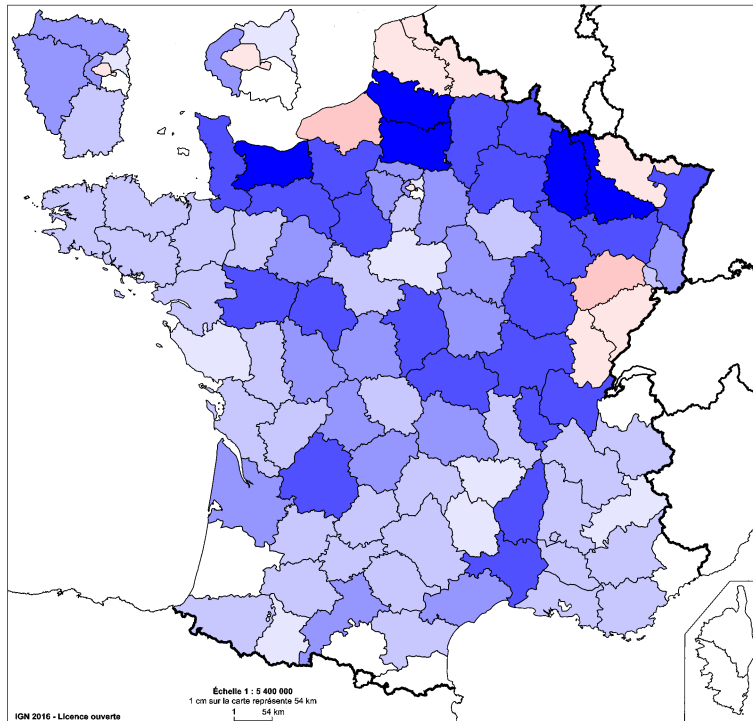 Échelle 1 : 5 400 000
1 cm sur la carte représente 54 km
1 54 km
IGN 2016 - Licence ouverte